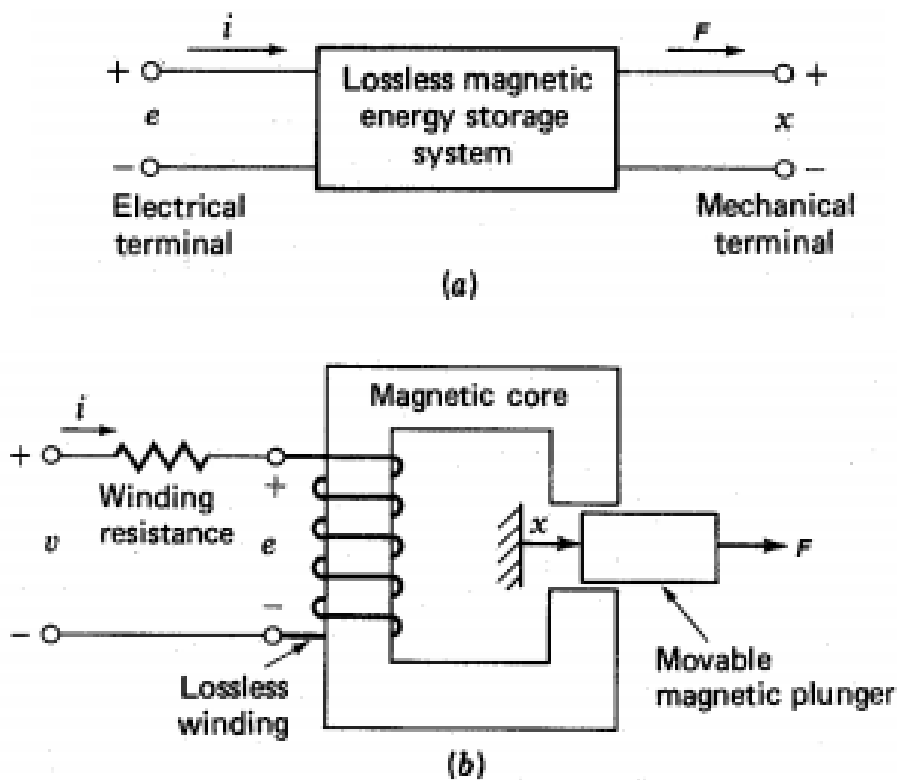 i
F
+
Lossless magnetic
+
e
energy storage
x
−
system
−
Electrical
terminal
Mechanical
terminal
(a)
Magnetic core
i
+
+
Winding
resistance
v
e
x
F
−
−
Lossless
winding
Movable
magnetic plunger
(b)